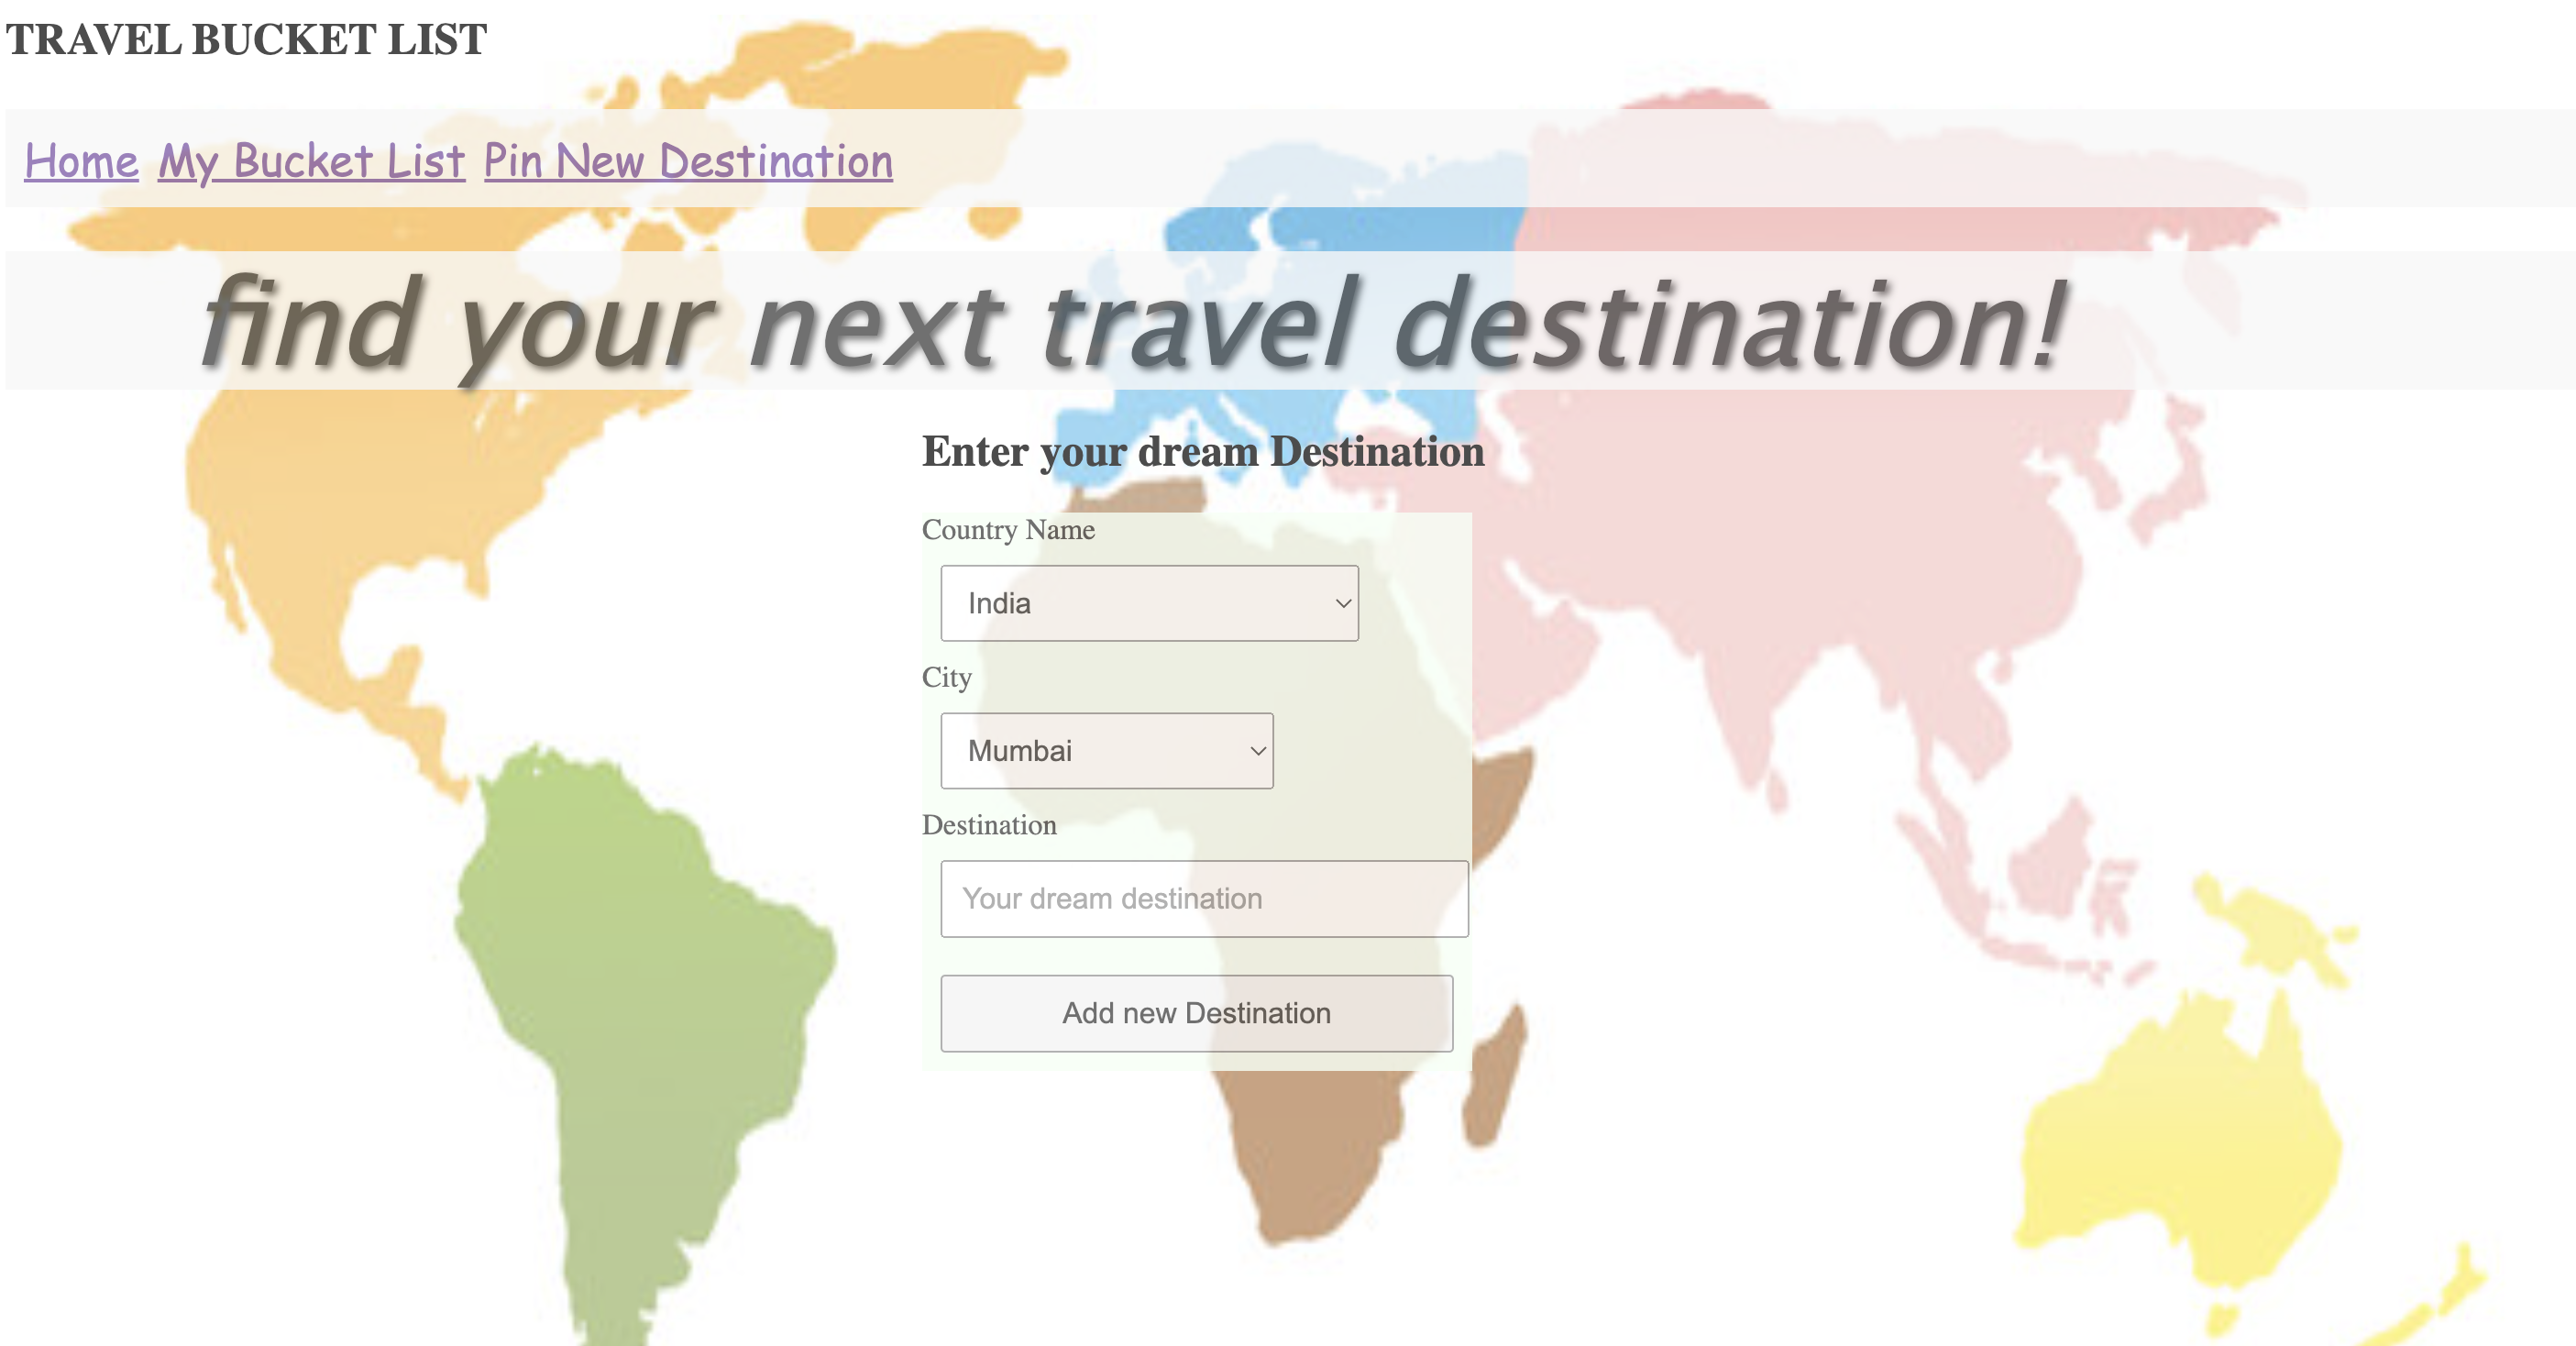 TRAVEL BUCKET LIST
Home My Bucket List Pin New Destination
find your next travel destination!
Enter your dream Destination
Country Name
India
City
Mumbai
Destination
Your dream destination
Add new Destination